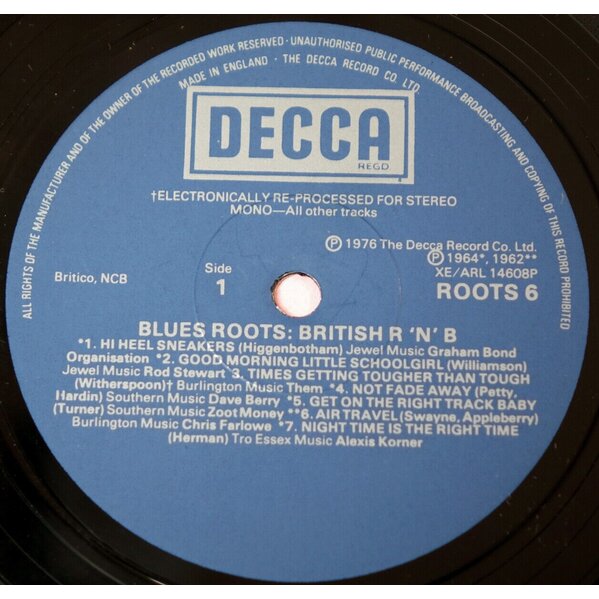 ALL RIGHTS OF THE MANUFACTURER AND OF THE OWNER OF THE RECORDED WORK RESERVED · UNAUTHORISED PUBLIC PERFORMANCE BROADCASTING AND COPYING OF THIS RECORD PROHIBITED
MADE IN ENGLAND · THE DECCA RECORD CO. LTD.
DECCA
REGD.
†ELECTRONICALLY RE-PROCESSED FOR STEREO
MONO—All other tracks
℗ 1976 The Decca Record Co. Ltd.
℗ 1964*, 1962**
XE/ARL 14608P
Britico, NCB
Side
1
ROOTS 6
BLUES ROOTS: BRITISH R 'N' B
*1. HI HEEL SNEAKERS (Higgenbotham) Jewel Music Graham Bond
Organisation *2. GOOD MORNING LITTLE SCHOOLGIRL (Williamson)
Jewel Music Rod Stewart 3. TIMES GETTING TOUGHER THAN TOUGH
(Witherspoon)† Burlington Music Them *4. NOT FADE AWAY (Petty,
Hardin) Southern Music Dave Berry *5. GET ON THE RIGHT TRACK BABY
(Turner) Southern Music Zoot Money **6. AIR TRAVEL (Swayne, Appleberry)
Burlington Music Chris Farlowe *7. NIGHT TIME IS THE RIGHT TIME
(Herman) Tro Essex Music Alexis Korner